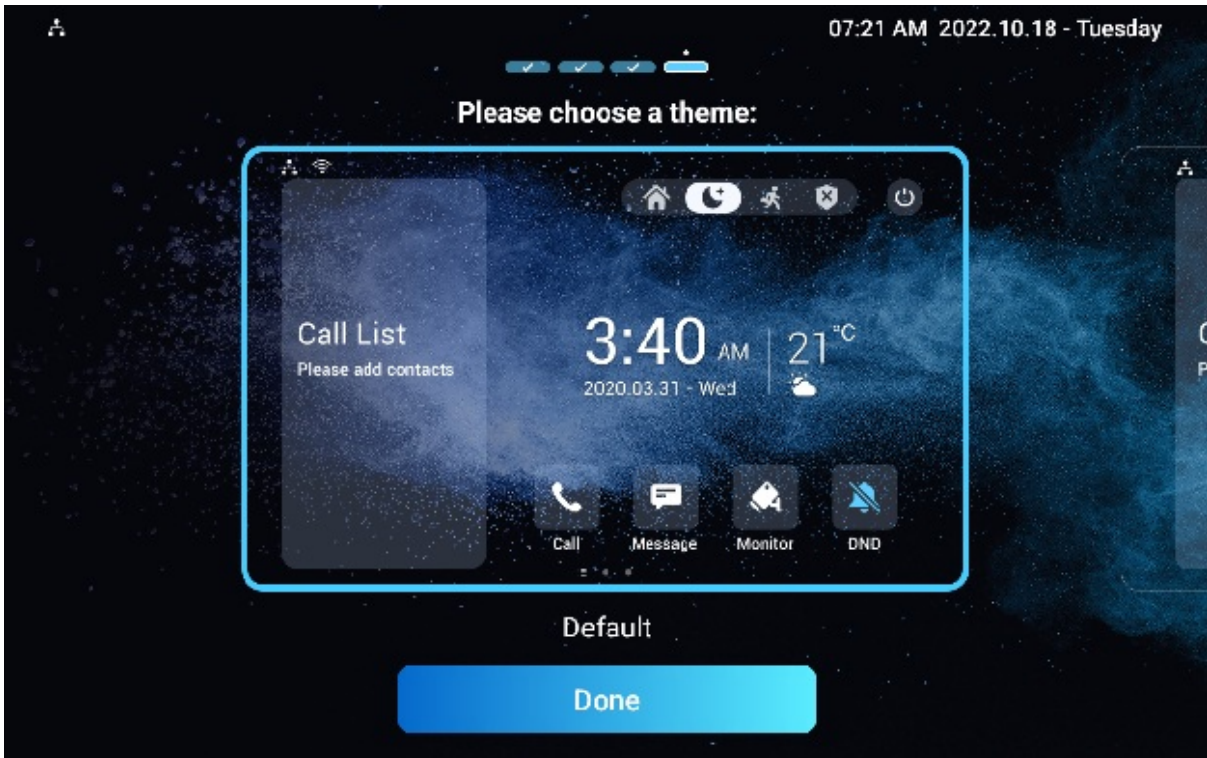 07:21 AM 2022.10.18 - Tuesday
Please choose a theme:
Call List
Please add contacts
3:40 AM
21°C
2020.03.31 - Wed
Call
Message
Monitor
DND
Default
Done